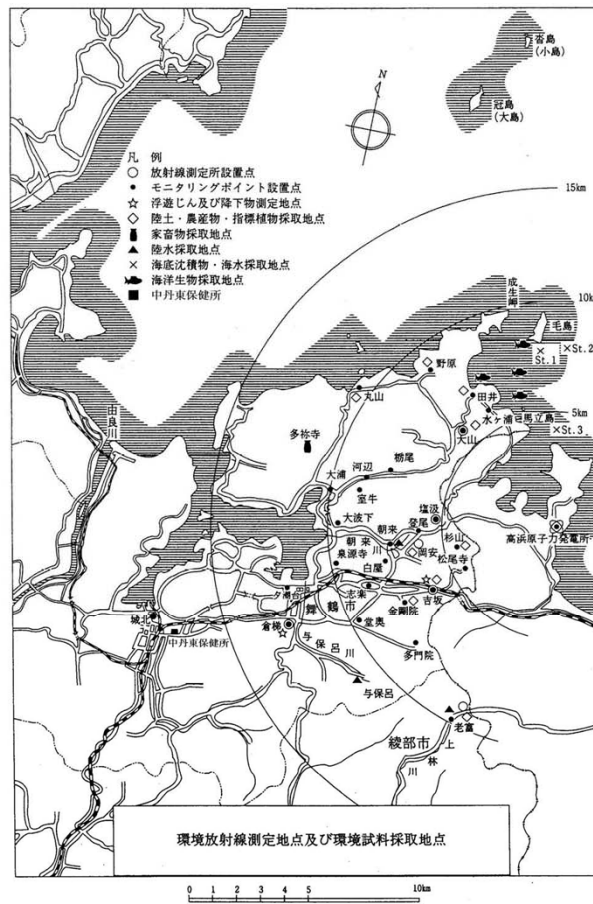 沓島
(小島)
冠島
(大島)
N
凡 例
放射線測定所設置点
モニタリングポイント設置点
浮遊じん及び降下物測定地点
陸土・農産物・指標植物採取地点
家畜物採取地点
陸水採取地点
海底沈積物・海水採取地点
海洋生物採取地点
中丹東保健所
15km
10k
成生岬
毛島
St.1
St.2
野原
田井
丸山
5km
水ヶ浦
馬立島
St.3
大山
由良川
多祢寺
栃尾
河辺
大浦
室牛
塩汲
大波下
登尾
朝来
杉山
高浜原子力発電所
朝来川
岡安
泉源寺
白屋
松尾寺
夕潮台
志楽
吉坂
舞鶴市
金剛院
城北
倉梯
堂奥
中丹東保健所
与保呂川
多門院
与保呂
老富
綾部市
上林川
環境放射線測定地点及び環境試料採取地点
0 1 2 3 4 5 10km